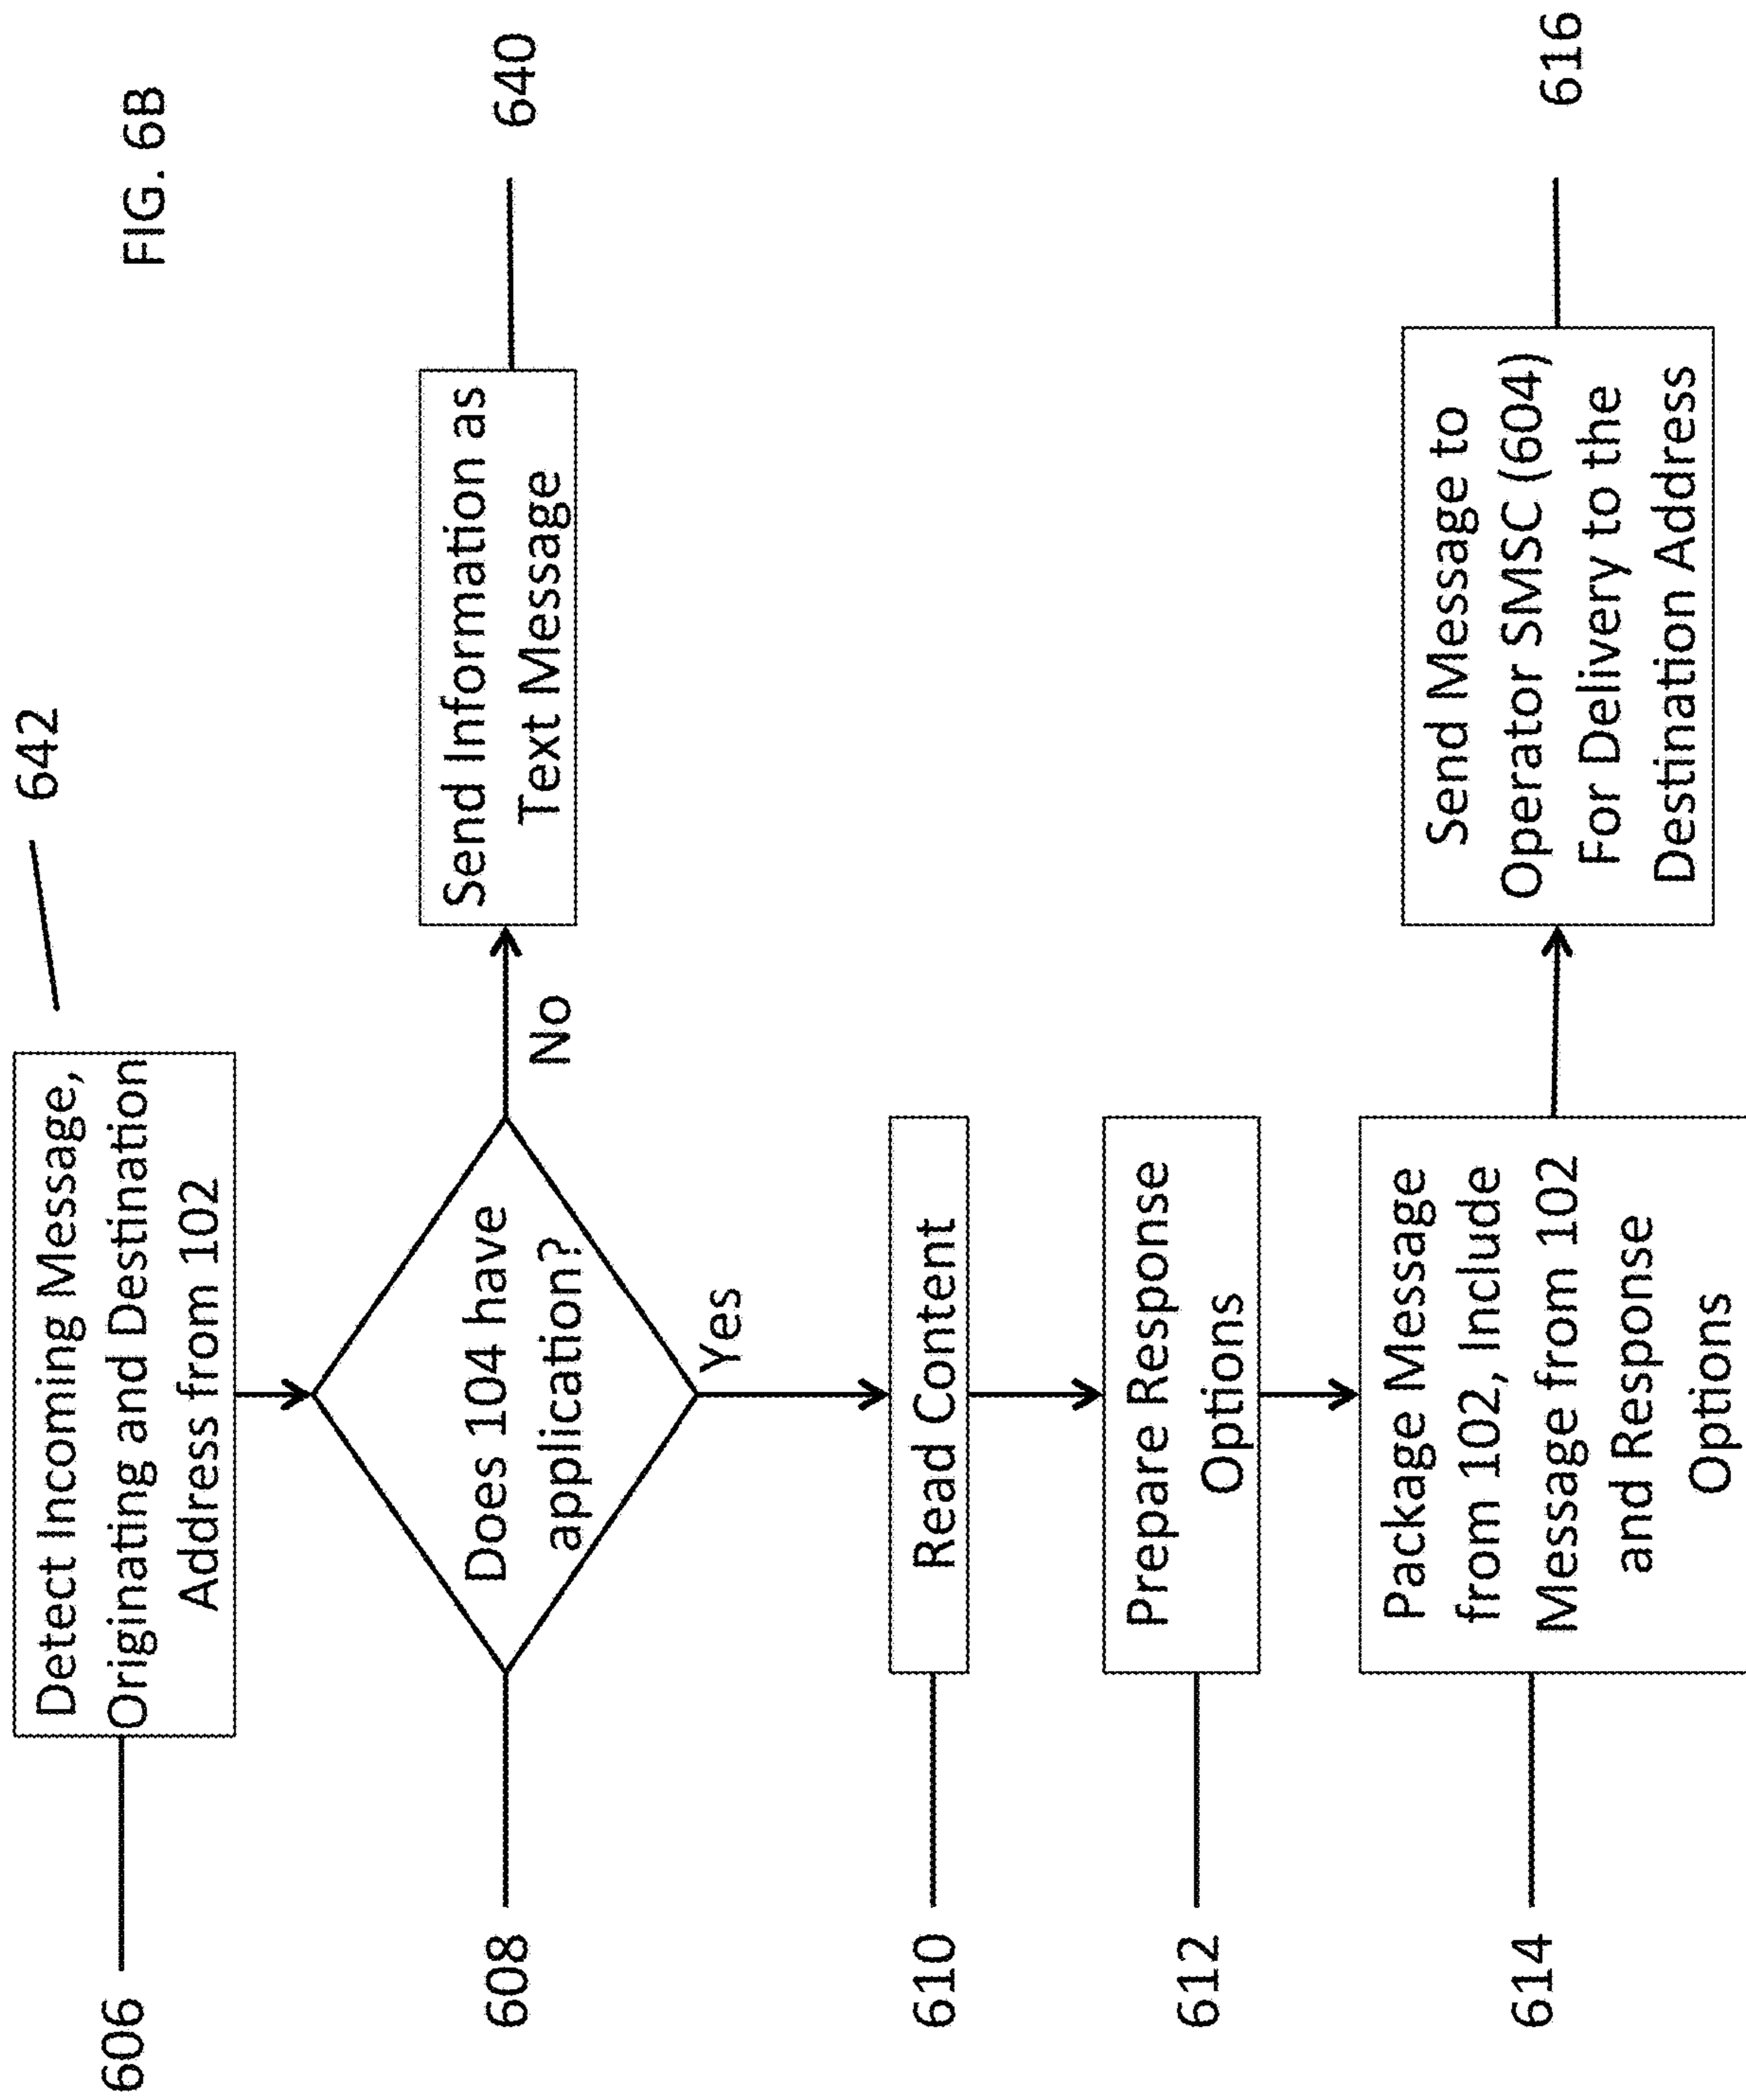 FIG. 6B
642
606
Detect Incoming Message,
Originating and Destination
Address from 102
608
Does 104 have
application?
No
Send Information as
Text Message
640
Yes
610
Read Content
612
Prepare Response
Options
614
Package Message
from 102, Include
Message from 102
and Response
Options
Send Message to
Operator SMSC (604)
For Delivery to the
Destination Address
616